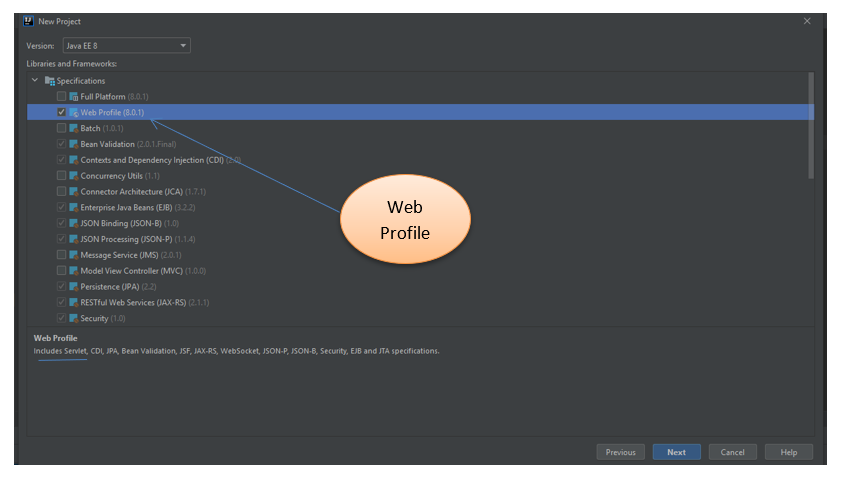 New Project
Version: Java EE 8
Libraries and Frameworks:
Specifications
Full Platform (8.0.1)
Web Profile (8.0.1)
Batch (1.0.1)
Bean Validation (2.0.1.Final)
Contexts and Dependency Injection (CDI) (2.0)
Concurrency Utils (1.1)
Connector Architecture (JCA) (1.7.1)
Enterprise Java Beans (EJB) (3.2.2)
JSON Binding (JSON-B) (1.0)
JSON Processing (JSON-P) (1.1.4)
Message Service (JMS) (2.0.1)
Model View Controller (MVC) (1.0.0)
Persistence (JPA) (2.2)
RESTful Web Services (JAX-RS) (2.1.1)
Security (1.0)
Web
Profile
Web Profile
Includes Servlet, CDI, JPA, Bean Validation, JSF, JAX-RS, WebSocket, JSON-P, JSON-B, Security, EJB and JTA specifications.
Previous Next Cancel Help